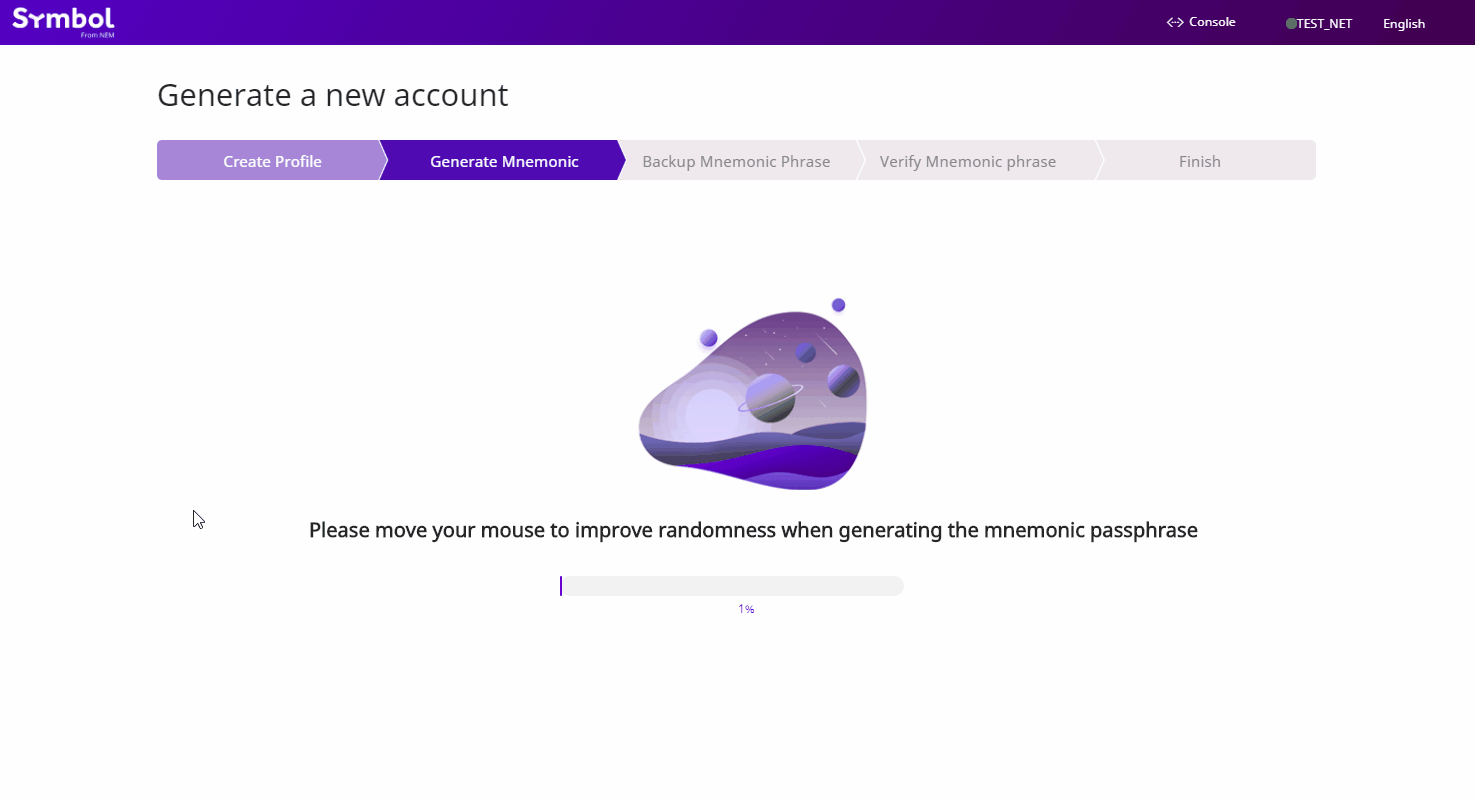 Symbol
From NEM
<·> Console
TEST_NET
English
Generate a new account
Create Profile
Generate Mnemonic
Backup Mnemonic Phrase
Verify Mnemonic phrase
Finish
Please move your mouse to improve randomness when generating the mnemonic passphrase
1%